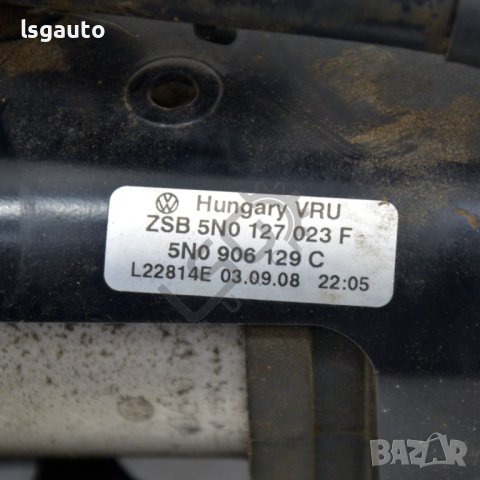 lsgauto
Hungary VRU
ZSB 5N0 127 023 F
5N0 906 129 C
L22814E 03.09.08 22:05
BAZAR